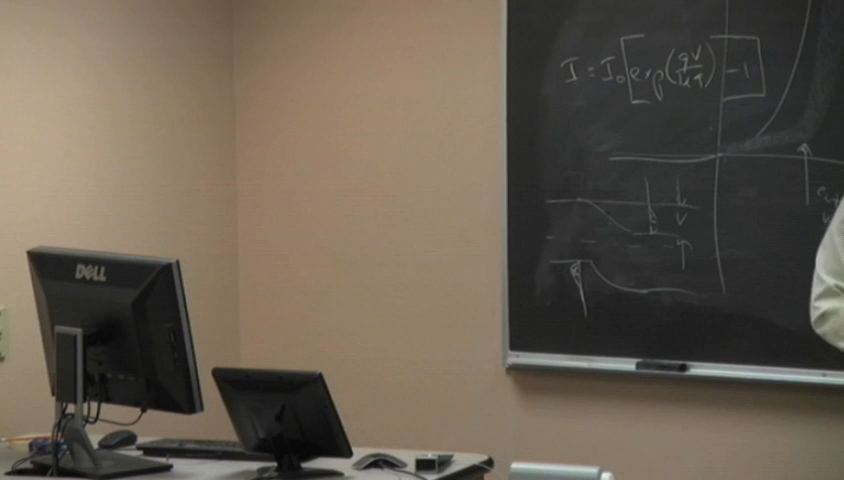 I = I₀[exp(qV/kT) - 1]
V
DELL